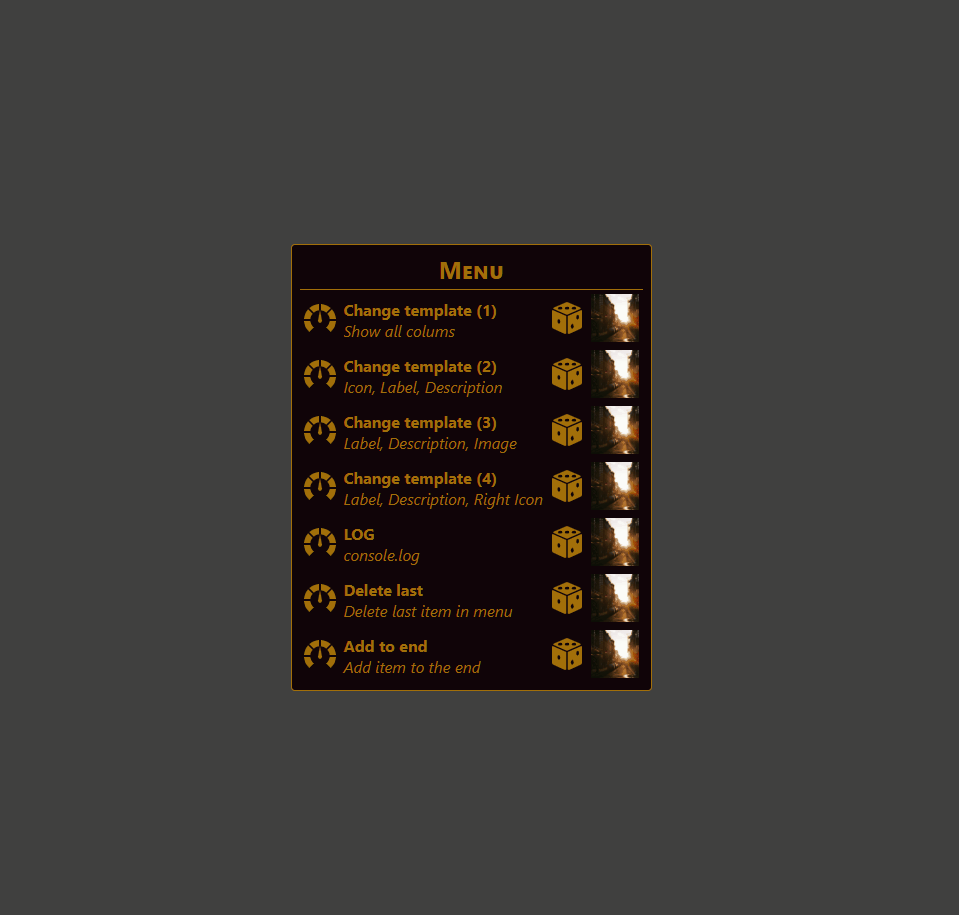 Menu
Change template (1)
Show all colums
Change template (2)
Icon, Label, Description
Change template (3)
Label, Description, Image
Change template (4)
Label, Description, Right Icon
LOG
console.log
Delete last
Delete last item in menu
Add to end
Add item to the end